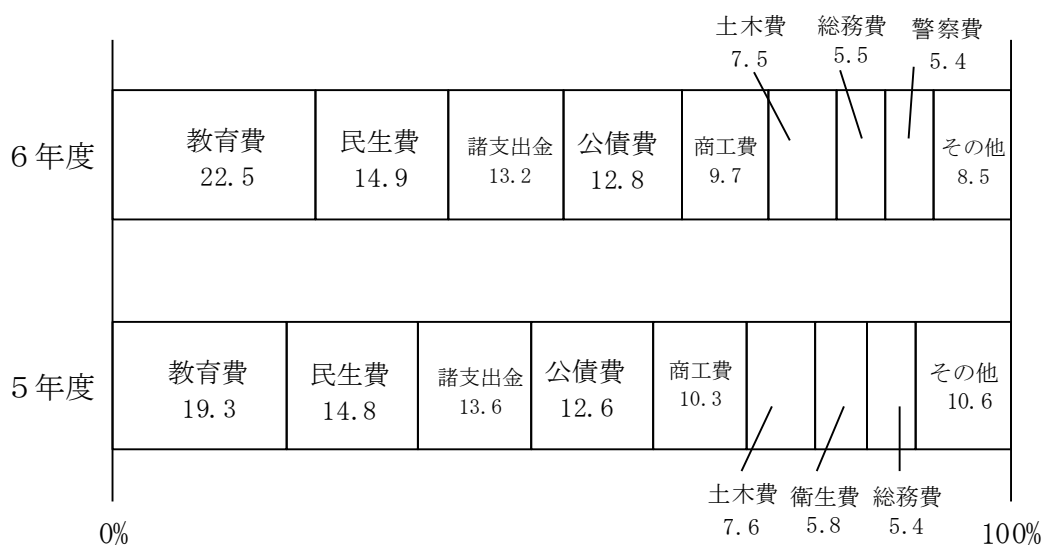 土木費 総務費 警察費
7.5 5.5 5.4
6年度
教育費 民生費 諸支出金 公債費 商工費 その他
22.5 14.9 13.2 12.8 9.7 8.5
5年度
教育費 民生費 諸支出金 公債費 商工費 その他
19.3 14.8 13.6 12.6 10.3 10.6
土木費 衛生費 総務費
7.6 5.8 5.4
0% 100%